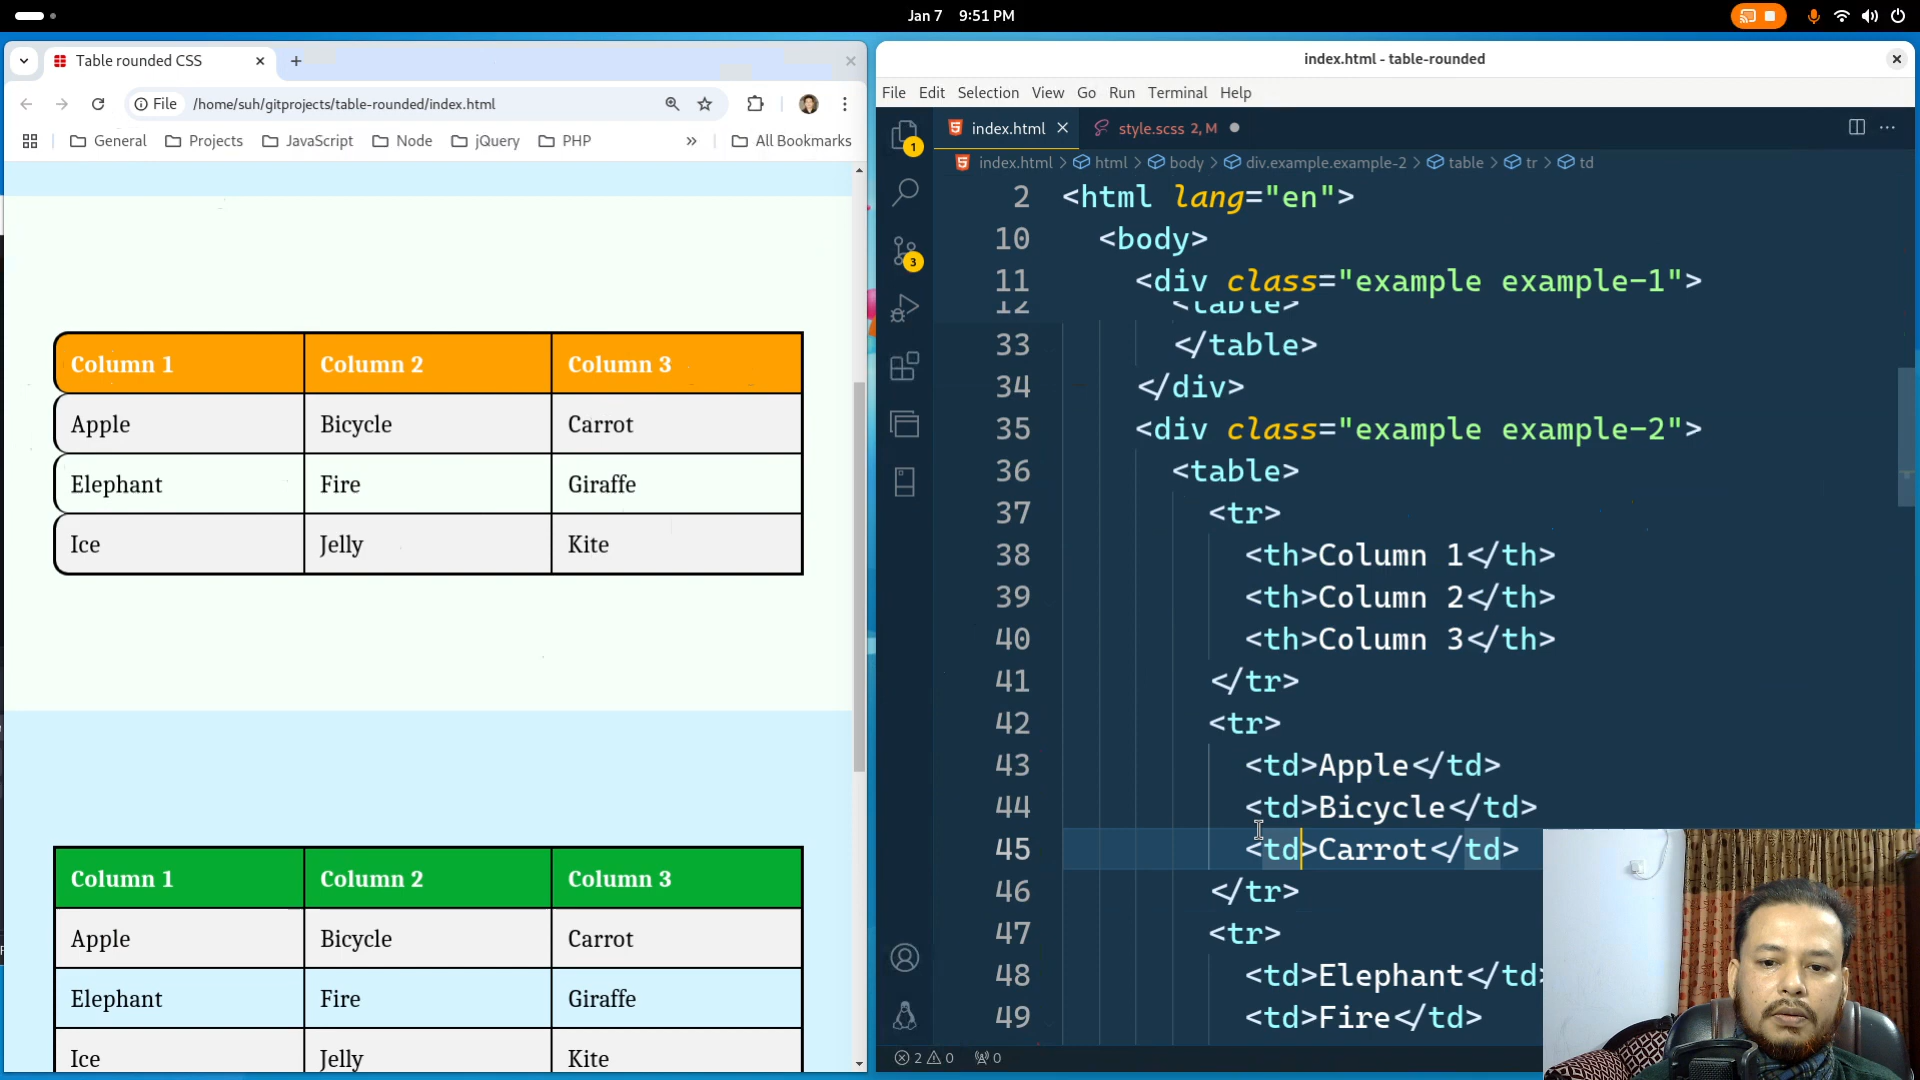 Jan 7 9:51 PM
Table rounded CSS
File /home/suh/gitprojects/table-rounded/index.html
General Projects JavaScript Node jQuery PHP » All Bookmarks
Column 1 Column 2 Column 3
Apple Bicycle Carrot
Elephant Fire Giraffe
Ice Jelly Kite
Column 1 Column 2 Column 3
Apple Bicycle Carrot
Elephant Fire Giraffe
Ice Jelly Kite
index.html - table-rounded
File Edit Selection View Go Run Terminal Help
index.html style.scss 2, M
index.html > html > body > div.example.example-2 > table > tr > td
1
3
2 <html lang="en">
10 <body>
11 <div class="example example-1">
12 <table>
33 </table>
34 </div>
35 <div class="example example-2">
36 <table>
37 <tr>
38 <th>Column 1</th>
39 <th>Column 2</th>
40 <th>Column 3</th>
41 </tr>
42 <tr>
43 <td>Apple</td>
44 <td>Bicycle</td>
45 <td>Carrot</td>
46 </tr>
47 <tr>
48 <td>Elephant</td>
49 <td>Fire</td>
2 0 0